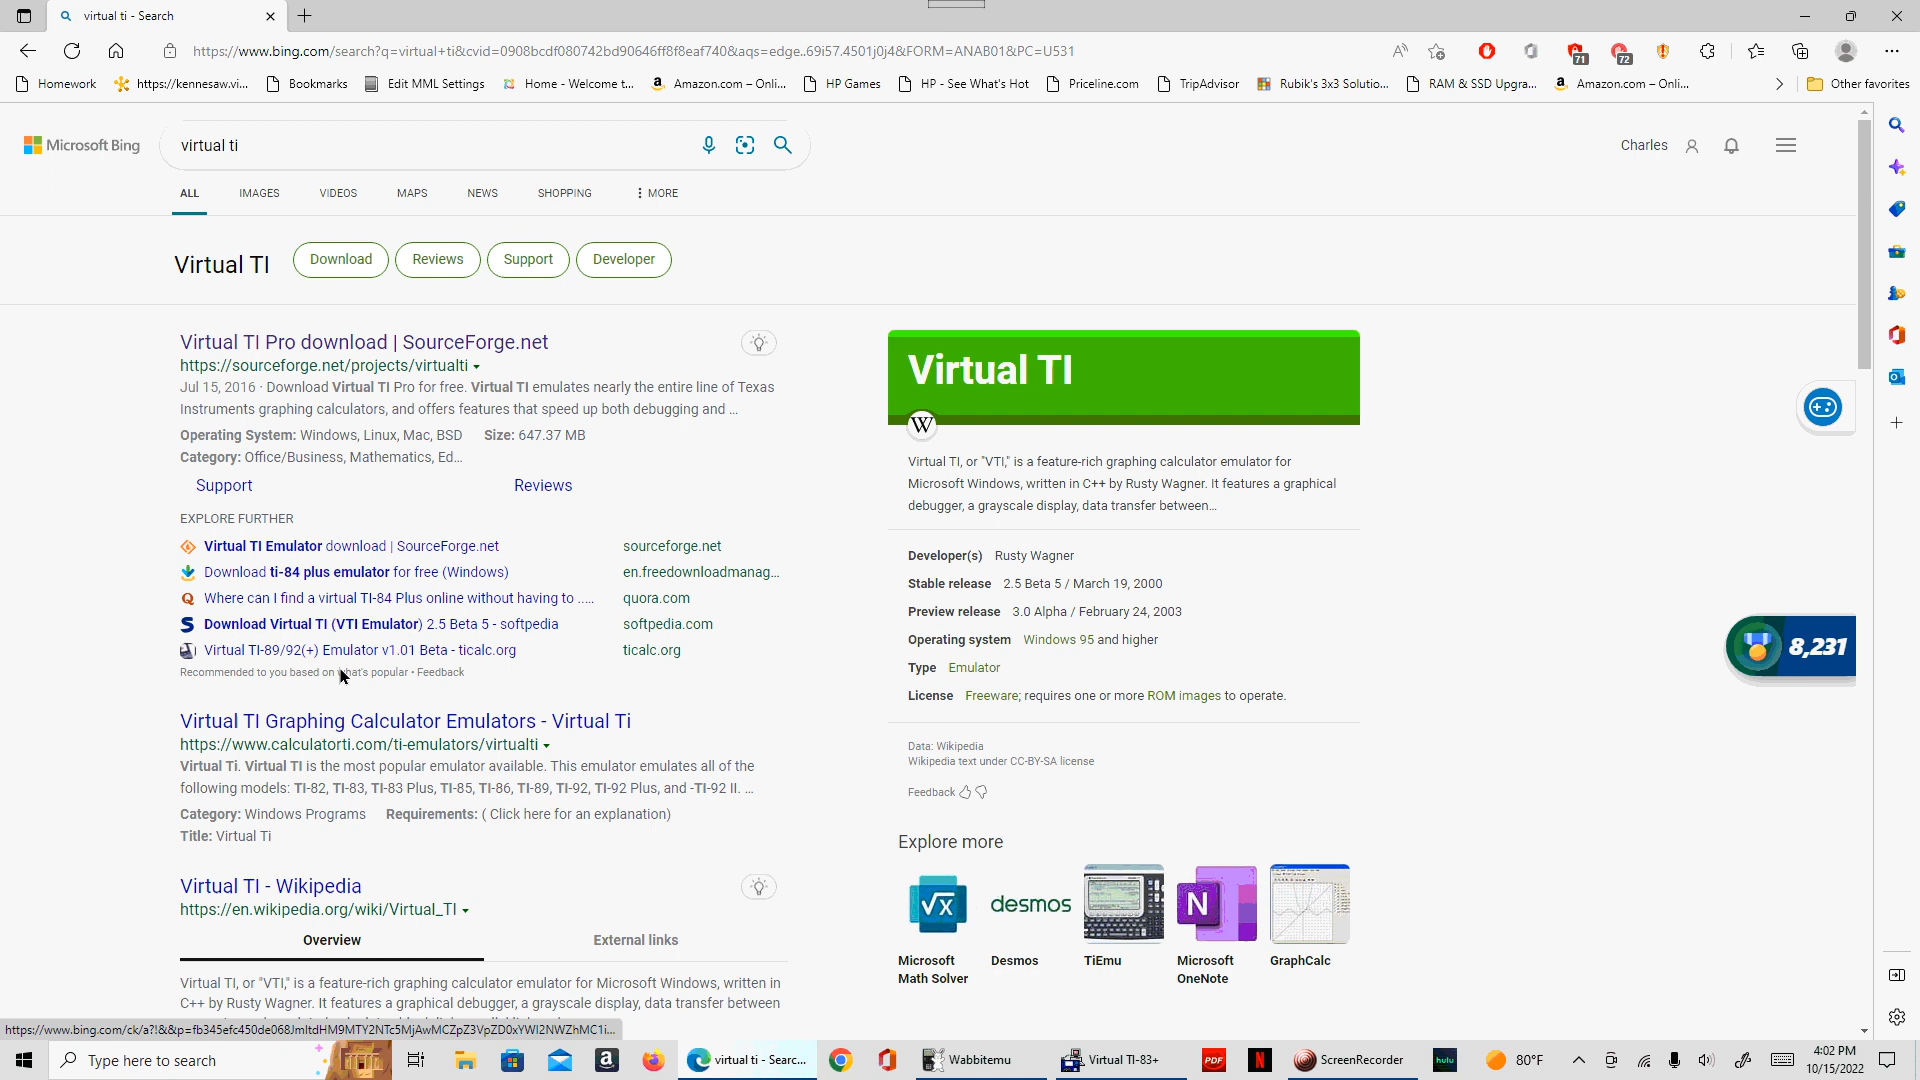 virtual ti - Search
https://www.bing.com/search?q=virtual+ti&cvid=0908bcdf080742bd90646ff8f8eaf740&aqs=edge..69i57.4501j0j4&FORM=ANAB01&PC=U531
71
72
Homework
https://kennesaw.vi...
Bookmarks
Edit MML Settings
Home - Welcome t...
Amazon.com – Onli...
HP Games
HP - See What's Hot
Priceline.com
TripAdvisor
Rubik's 3x3 Solutio...
RAM & SSD Upgra...
Amazon.com – Onli...
Other favorites
Microsoft Bing
virtual ti
Charles
ALL
IMAGES
VIDEOS
MAPS
NEWS
SHOPPING
MORE
Virtual TI
Download
Reviews
Support
Developer
Virtual TI Pro download | SourceForge.net
https://sourceforge.net/projects/virtualti
Jul 15, 2016 · Download Virtual TI Pro for free. Virtual TI emulates nearly the entire line of Texas
Instruments graphing calculators, and offers features that speed up both debugging and ...
Operating System: Windows, Linux, Mac, BSD Size: 647.37 MB
Category: Office/Business, Mathematics, Ed...
Support
Reviews
EXPLORE FURTHER
Virtual TI Emulator download | SourceForge.net sourceforge.net
Download ti-84 plus emulator for free (Windows) en.freedownloadmanag...
Where can I find a virtual TI-84 Plus online without having to ..... quora.com
Download Virtual TI (VTI Emulator) 2.5 Beta 5 - softpedia softpedia.com
Virtual TI-89/92(+) Emulator v1.01 Beta - ticalc.org ticalc.org
Recommended to you based on what's popular • Feedback
Virtual TI Graphing Calculator Emulators - Virtual Ti
https://www.calculatorti.com/ti-emulators/virtualti
Virtual Ti. Virtual TI is the most popular emulator available. This emulator emulates all of the
following models: TI-82, TI-83, TI-83 Plus, TI-85, TI-86, TI-89, TI-92, TI-92 Plus, and -TI-92 II. ...
Category: Windows Programs Requirements: ( Click here for an explanation)
Title: Virtual Ti
Virtual TI - Wikipedia
https://en.wikipedia.org/wiki/Virtual_TI
Overview
External links
Virtual TI, or "VTI," is a feature-rich graphing calculator emulator for Microsoft Windows, written in
C++ by Rusty Wagner. It features a graphical debugger, a grayscale display, data transfer between
Virtual TI
W
Virtual TI, or "VTI," is a feature-rich graphing calculator emulator for
Microsoft Windows, written in C++ by Rusty Wagner. It features a graphical
debugger, a grayscale display, data transfer between...
Developer(s) Rusty Wagner
Stable release 2.5 Beta 5 / March 19, 2000
Preview release 3.0 Alpha / February 24, 2003
Operating system Windows 95 and higher
Type Emulator
License Freeware; requires one or more ROM images to operate.
Data: Wikipedia
Wikipedia text under CC-BY-SA license
Feedback
Explore more
√x
desmos
N
Microsoft
Math Solver
Desmos
TiEmu
Microsoft
OneNote
GraphCalc
8,231
https://www.bing.com/ck/a?!&&p=fb345efc450de068JmltdHM9MTY2NTc5MjAwMCZpZ3VpZD0xYWI2NWZhMC1i...
Type here to search
virtual ti - Searc...
Wabbitemu
Virtual TI-83+
PDF
N
ScreenRecorder
hulu
80°F
4:02 PM
10/15/2022